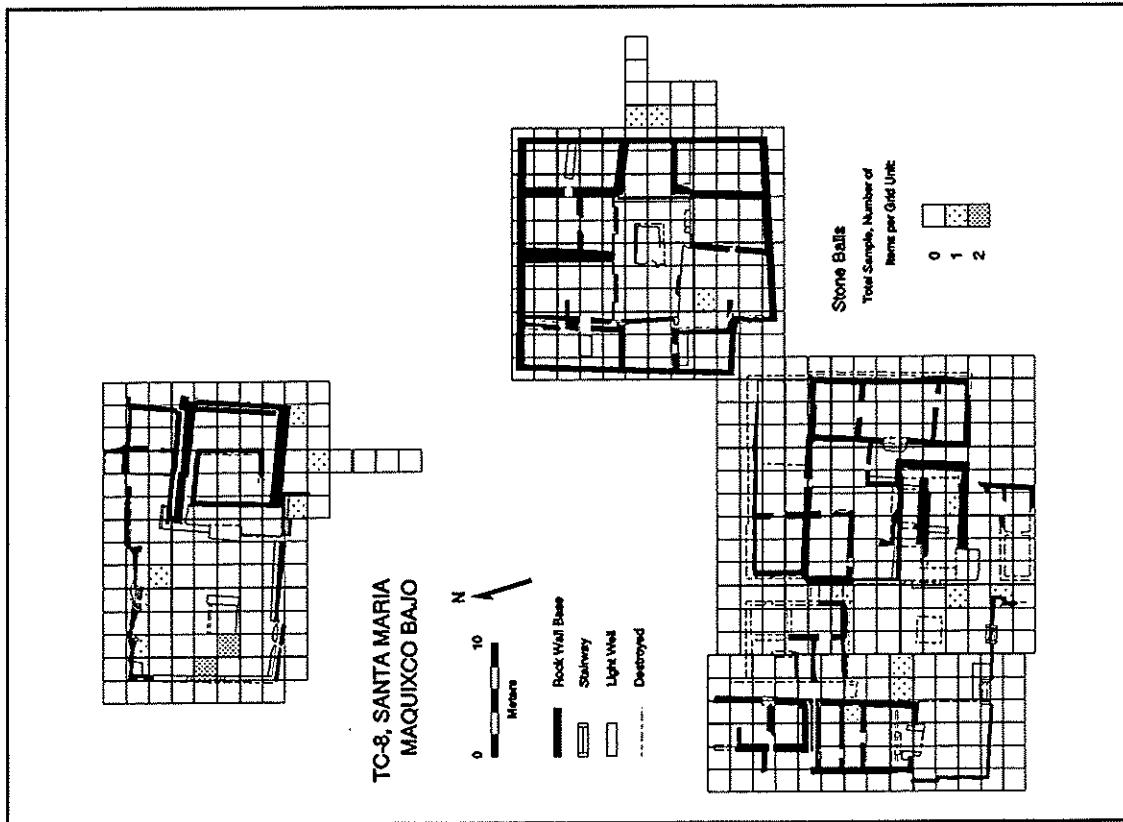 TC-8, SANTA MARIA
MAQUIXCO BAJO
N
0 10
Meters
Rock Wall Base
Stairway
Light Well
Destroyed
Stone Balls
Total Sample, Number of
Items per Grid Unit:
0
1
2